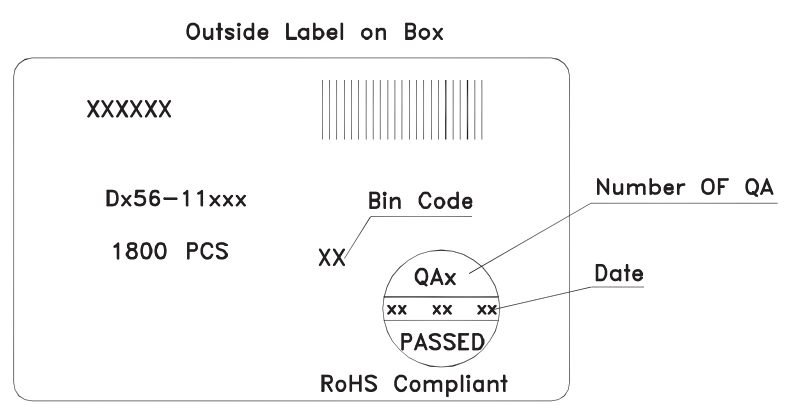 Outside Label on Box
XXXXXX
Dx56-11xxx
Bin Code
Number OF QA
1800 PCS
XX
QAx
Date
xx xx xx
PASSED
RoHS Compliant